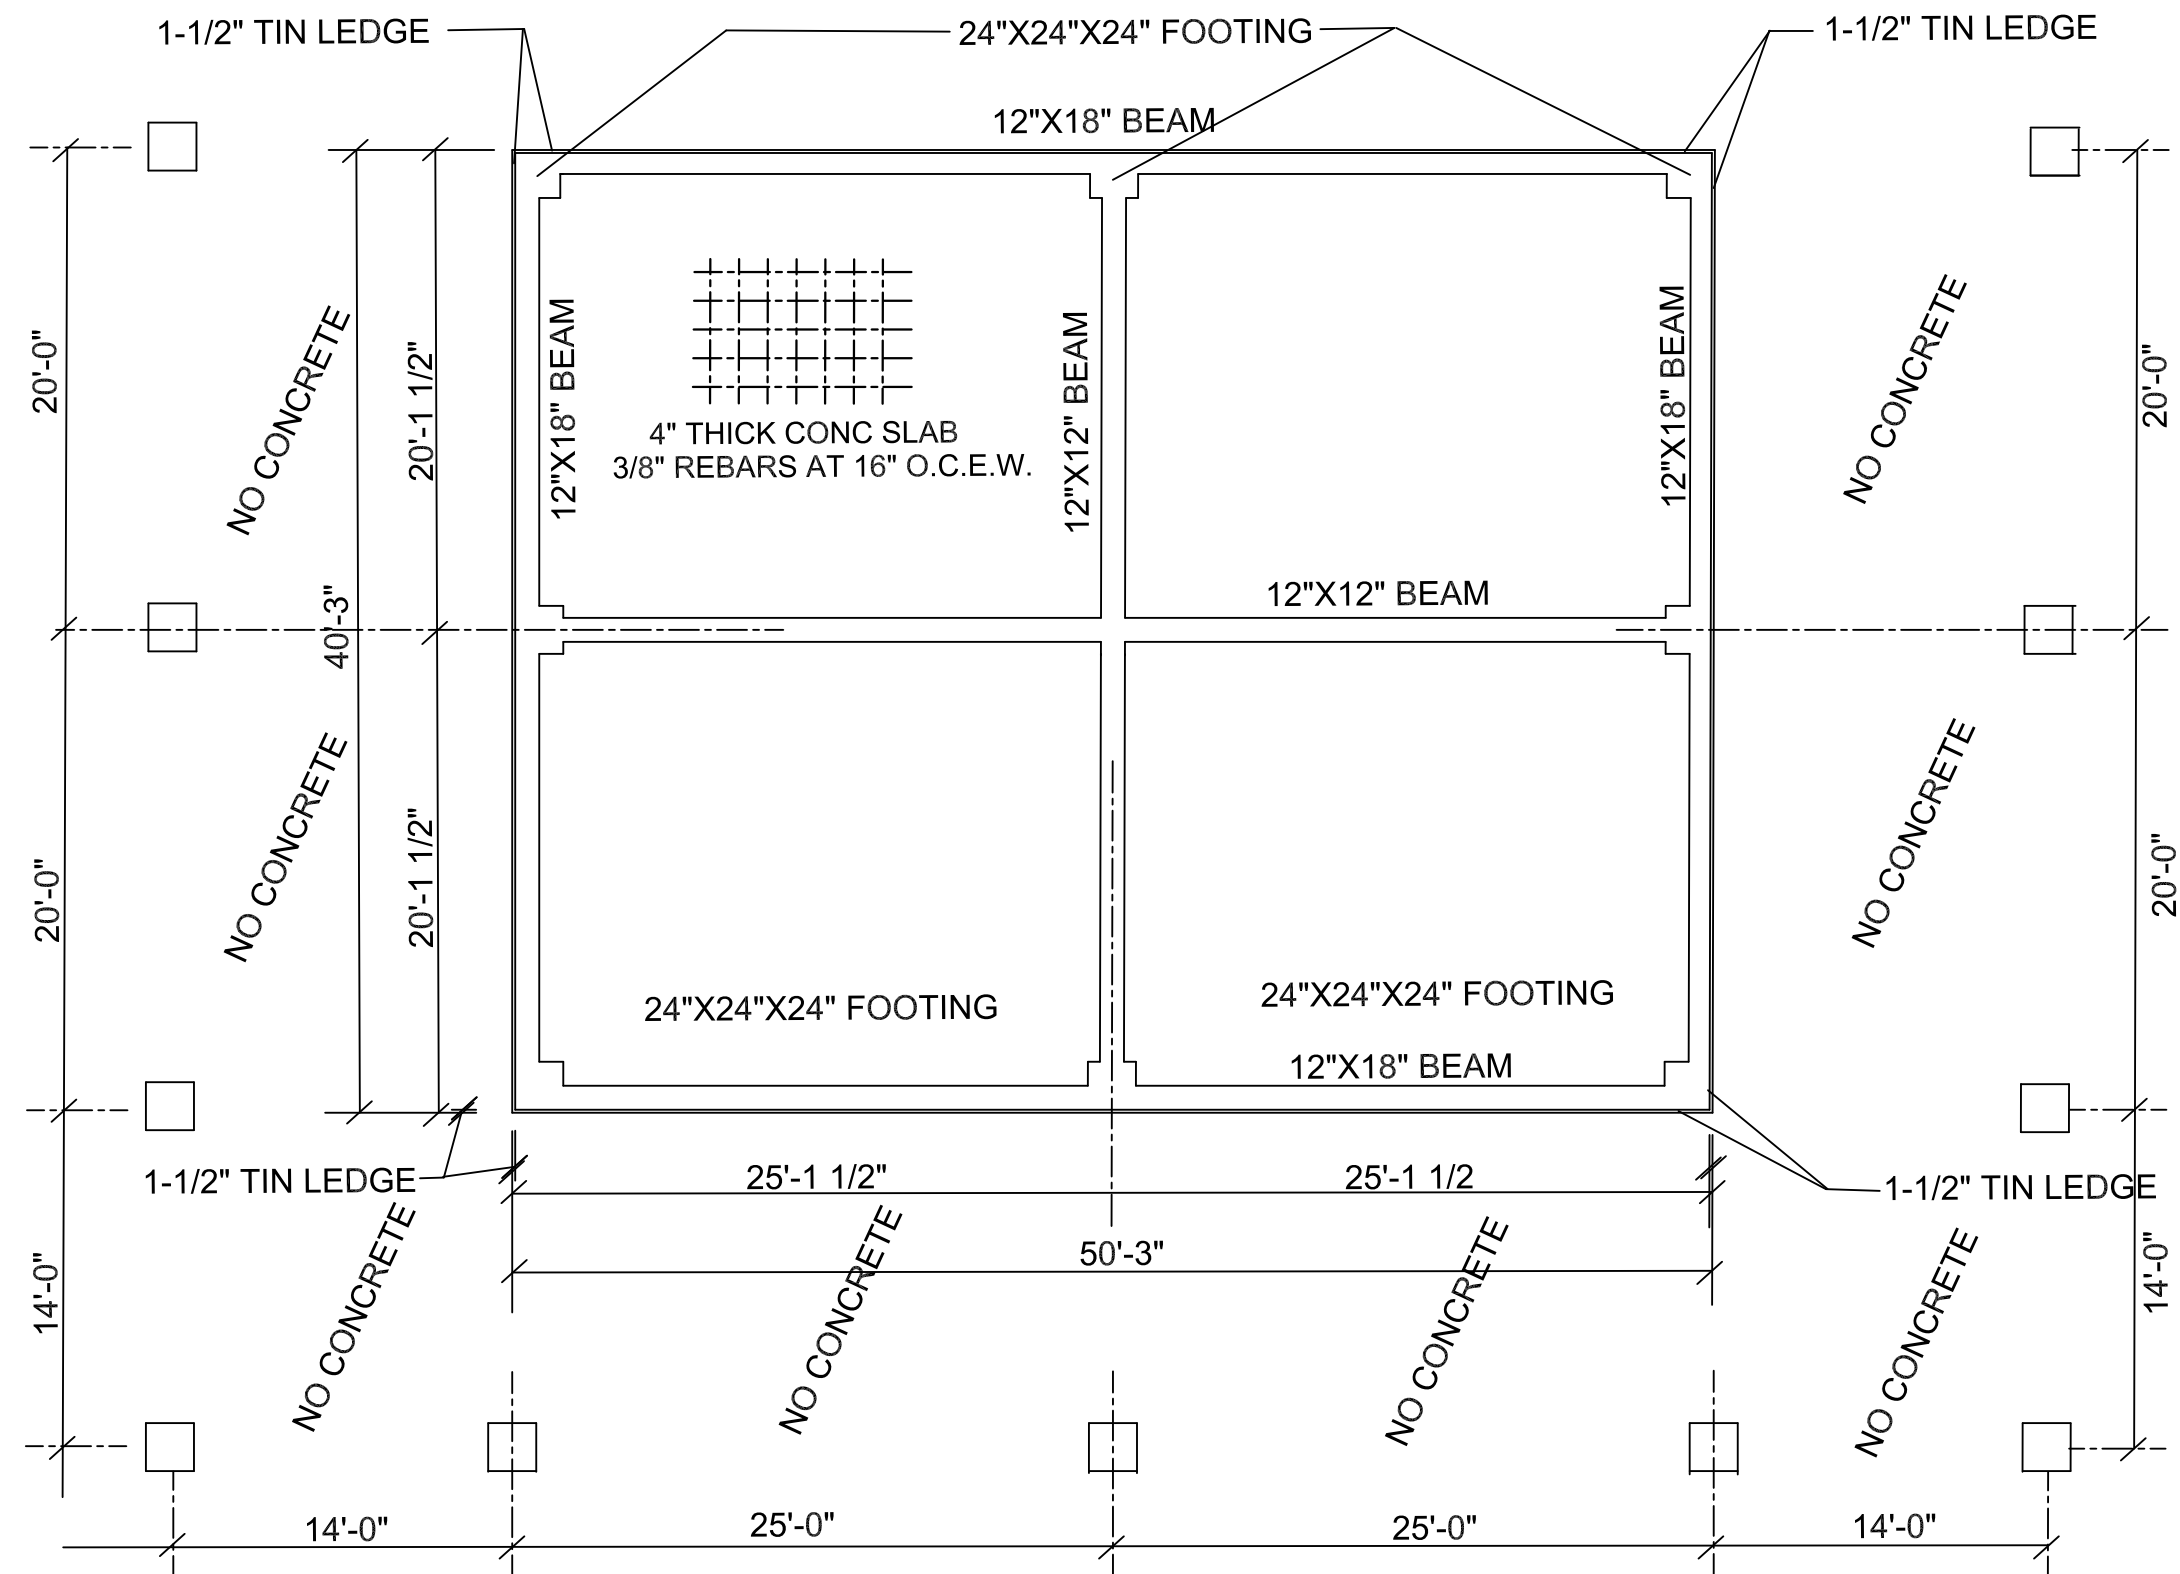 1-1/2" TIN LEDGE
24"X24"X24" FOOTING
1-1/2" TIN LEDGE
12"X18" BEAM
20'-0"
NO CONCRETE
40'-3"
20'-1 1/2"
12"X18" BEAM
4" THICK CONC SLAB
3/8" REBARS AT 16" O.C.E.W.
12"X12" BEAM
12"X18" BEAM
NO CONCRETE
20'-0"
12"X12" BEAM
20'-0"
NO CONCRETE
20'-1 1/2"
24"X24"X24" FOOTING
24"X24"X24" FOOTING
12"X18" BEAM
NO CONCRETE
20'-0"
1-1/2" TIN LEDGE
25'-1 1/2"
25'-1 1/2
1-1/2" TIN LEDGE
50'-3"
14'-0"
NO CONCRETE
NO CONCRETE
NO CONCRETE
NO CONCRETE
14'-0"
14'-0"
25'-0"
25'-0"
14'-0"